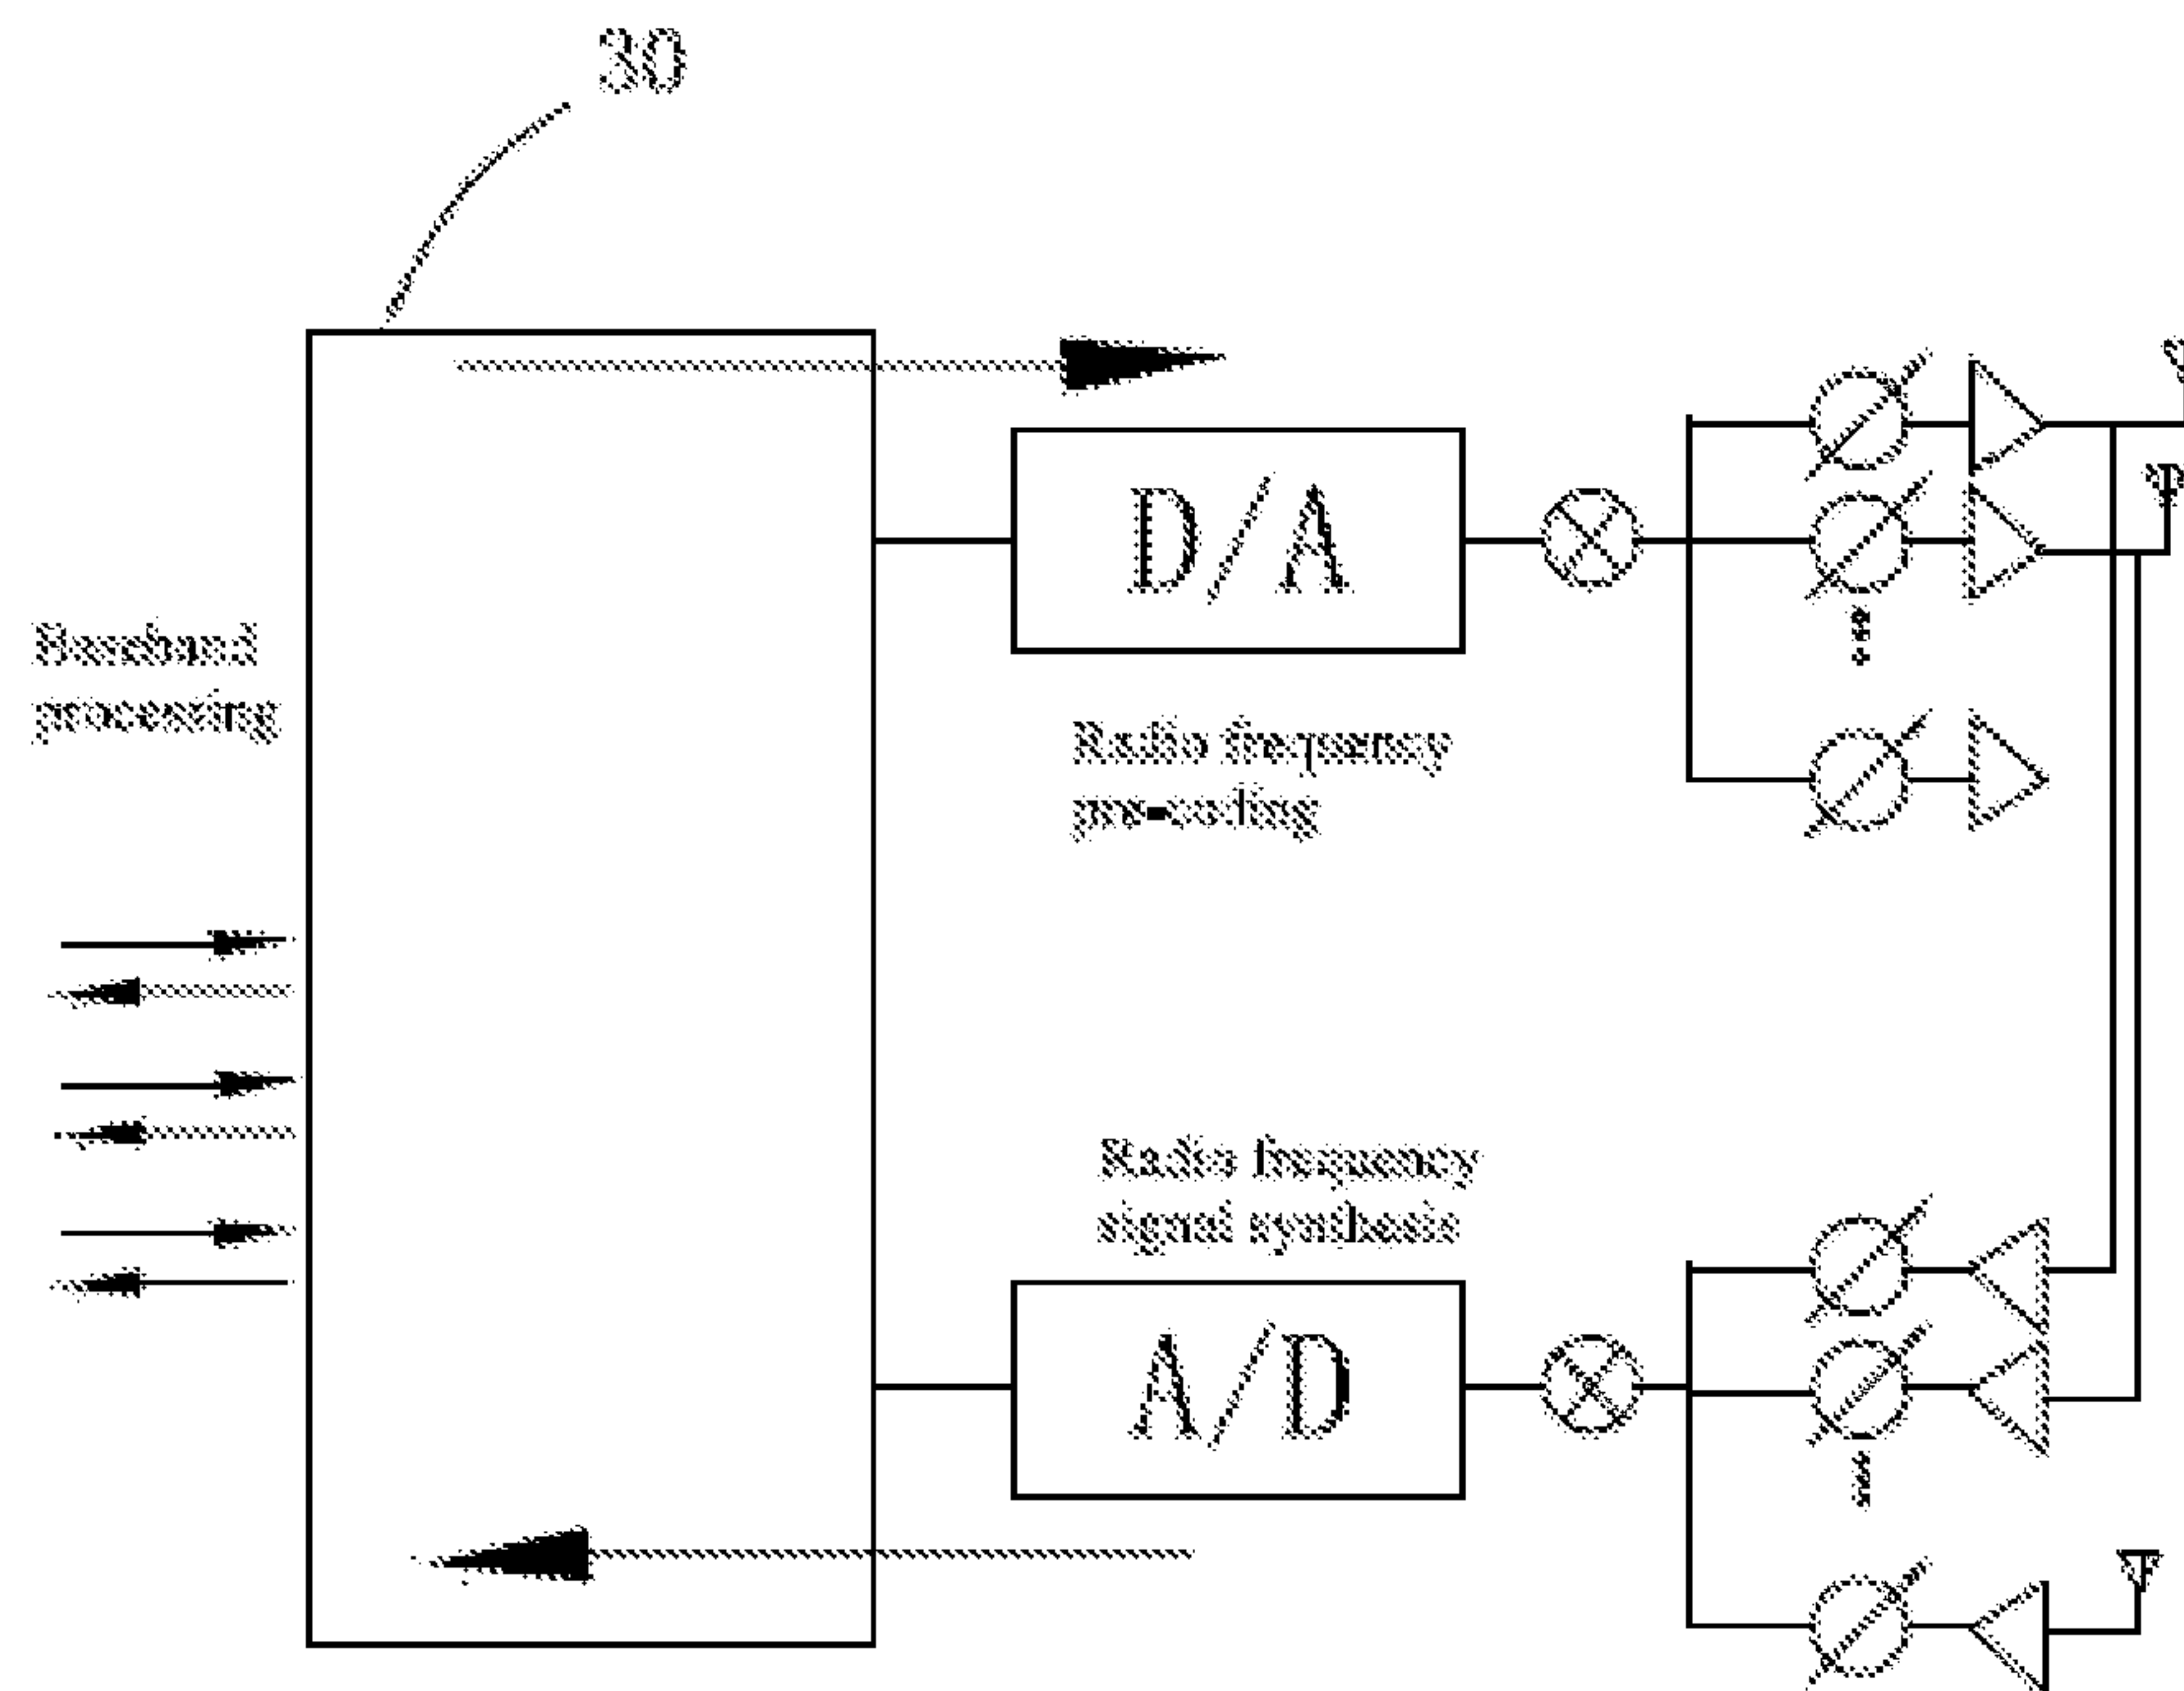 30
D/A
Baseband
processing
Radio frequency
pre-coding
Radio frequency
signal synthesis
A/D